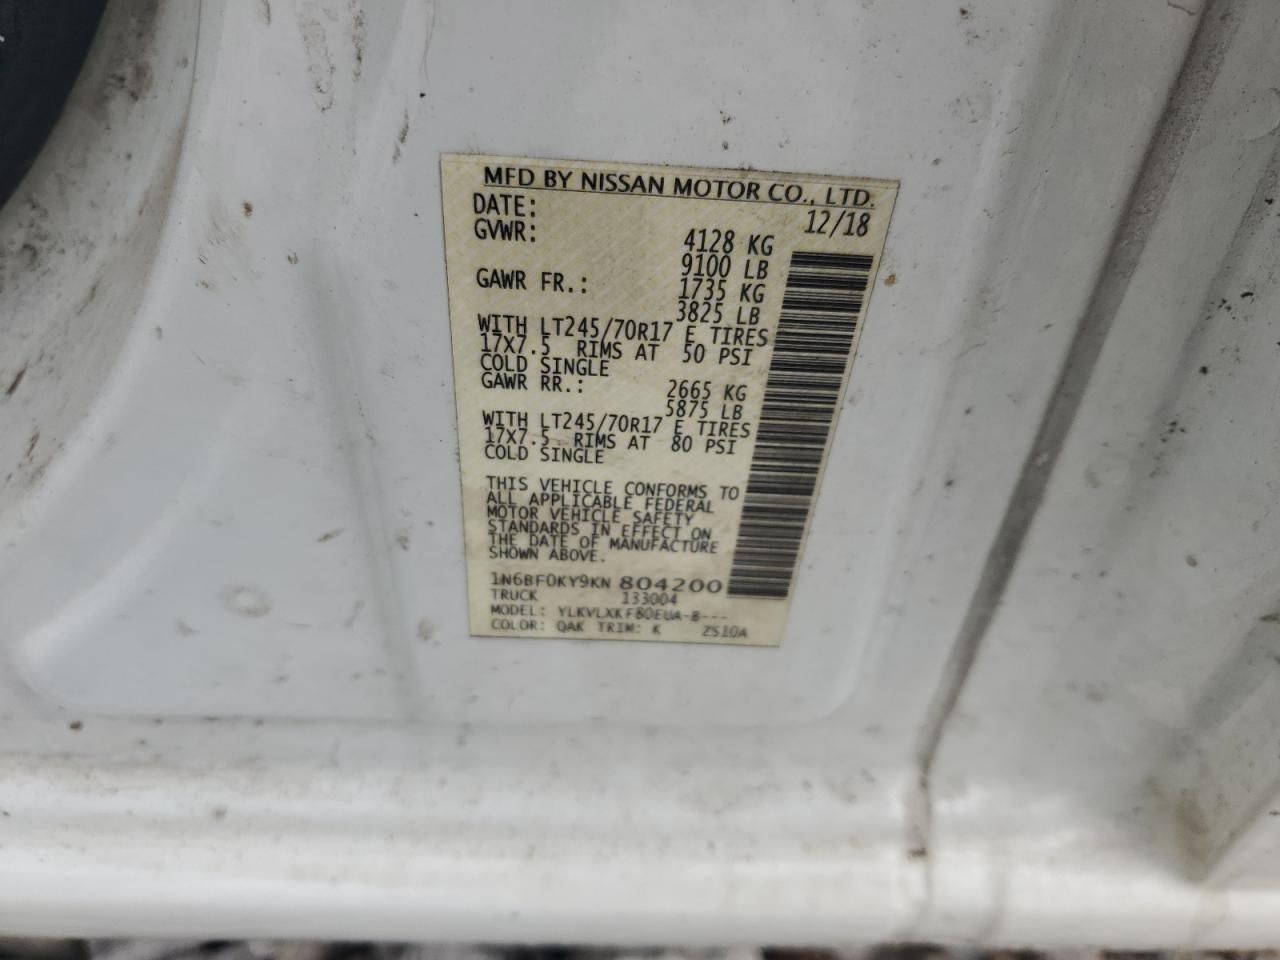 MFD BY NISSAN MOTOR CO., LTD.
DATE: 12/18
GVWR: 4128 KG
9100 LB
GAWR FR.: 1735 KG
3825 LB
WITH LT245/70R17 E TIRES
17X7.5 RIMS AT 50 PSI
COLD SINGLE
GAWR RR.: 2665 KG
5875 LB
WITH LT245/70R17 E TIRES
17X7.5 RIMS AT 80 PSI
COLD SINGLE
THIS VEHICLE CONFORMS TO
ALL APPLICABLE FEDERAL
MOTOR VEHICLE SAFETY
STANDARDS IN EFFECT ON
THE DATE OF MANUFACTURE
SHOWN ABOVE.
1N6BF0KY9KN 804200
TRUCK 133004
MODEL: YLKVLXKF80EUA-B---
COLOR: QAK TRIM: K 2S10A